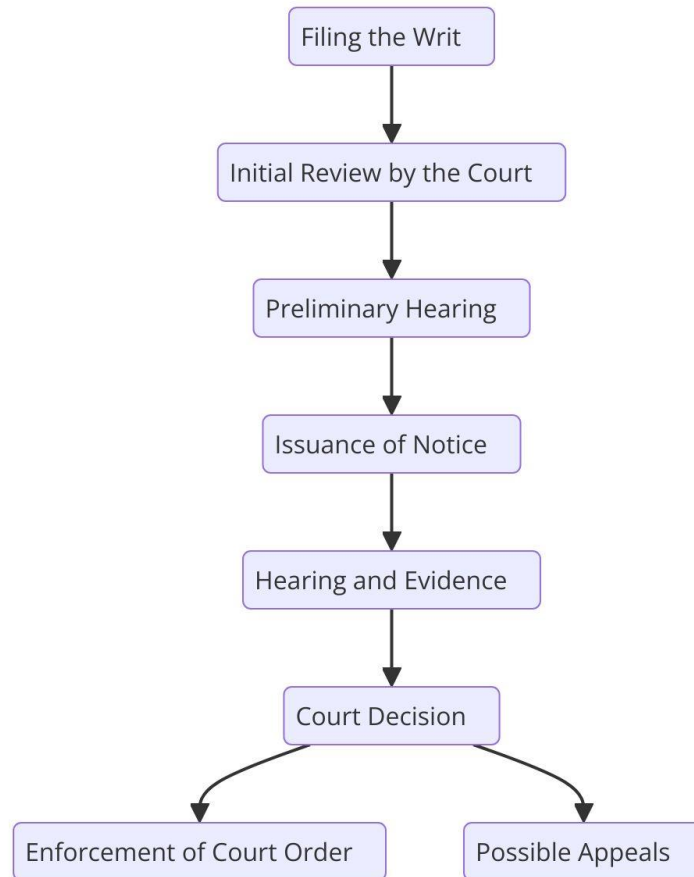 Filing the Writ
Initial Review by the Court
Preliminary Hearing
Issuance of Notice
Hearing and Evidence
Court Decision
Enforcement of Court Order
Possible Appeals